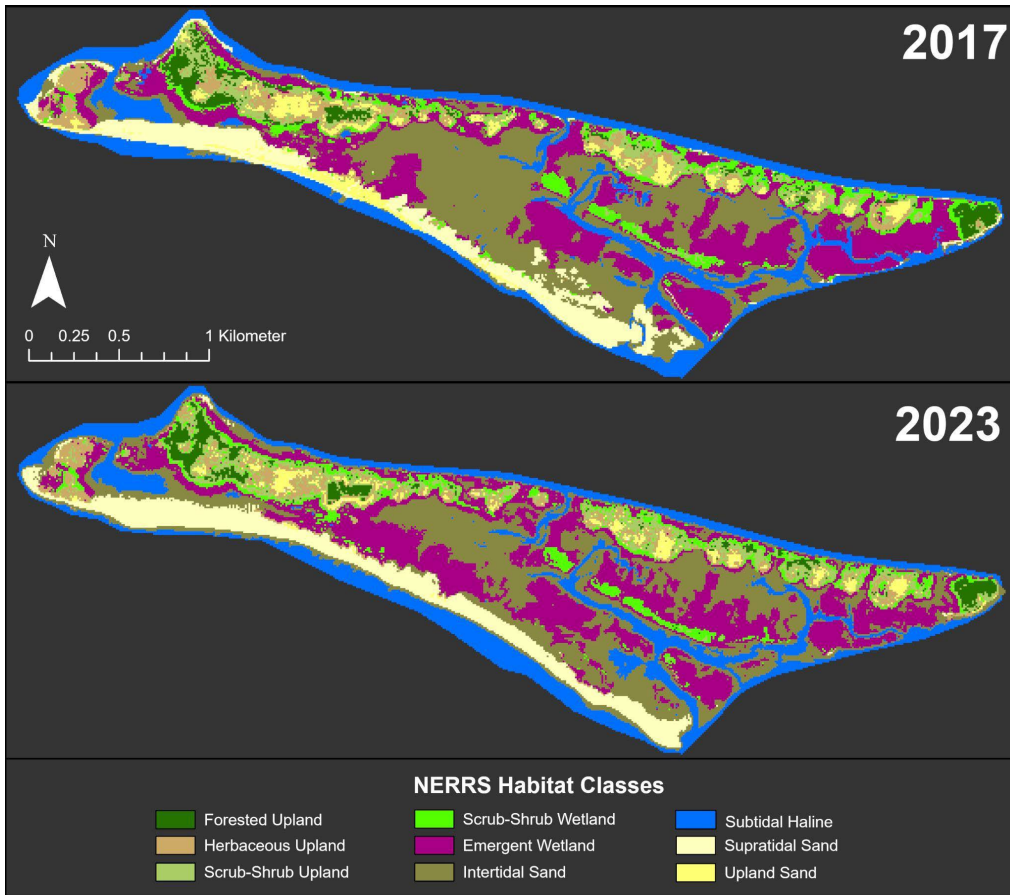 2017
N
0 0.25 0.5 1 Kilometer
2023
NERRS Habitat Classes
Forested Upland
Herbaceous Upland
Scrub-Shrub Upland
Scrub-Shrub Wetland
Emergent Wetland
Intertidal Sand
Subtidal Haline
Supratidal Sand
Upland Sand